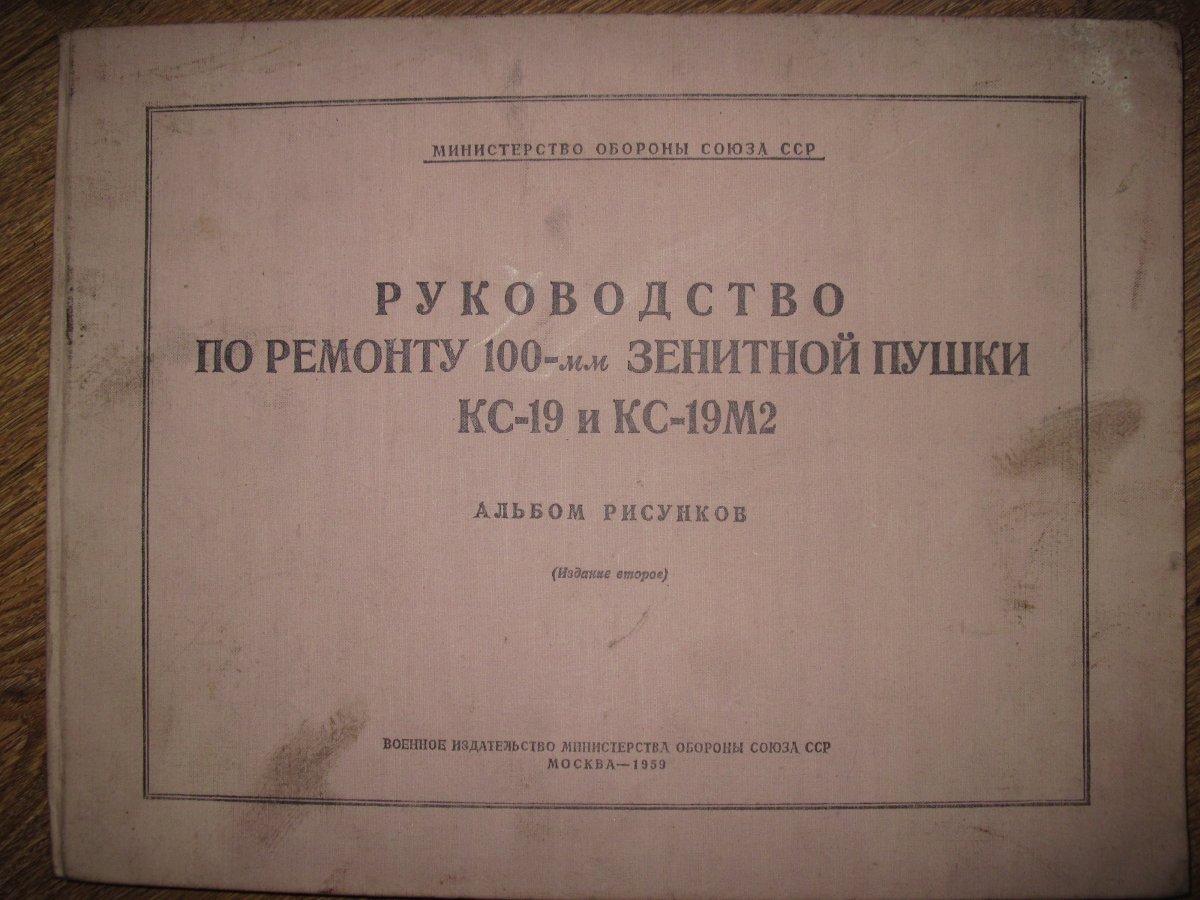 МИНИСТЕРСТВО ОБОРОНЫ СОЮЗА ССР
РУКОВОДСТВО
ПО РЕМОНТУ 100-мм ЗЕНИТНОЙ ПУШКИ
КС-19 и КС-19М2
АЛЬБОМ РИСУНКОВ
(Издание второе)
ВОЕННОЕ ИЗДАТЕЛЬСТВО МИНИСТЕРСТВА ОБОРОНЫ СОЮЗА ССР
МОСКВА—1959